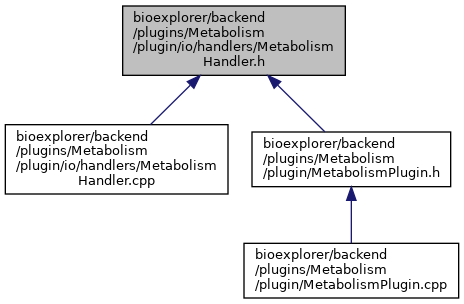 bioexplorer/backend
/plugins/Metabolism
/plugin/io/handlers/Metabolism
Handler.h
bioexplorer/backend
/plugins/Metabolism
/plugin/io/handlers/Metabolism
Handler.cpp
bioexplorer/backend
/plugins/Metabolism
/plugin/MetabolismPlugin.h
bioexplorer/backend
/plugins/Metabolism
/plugin/MetabolismPlugin.cpp